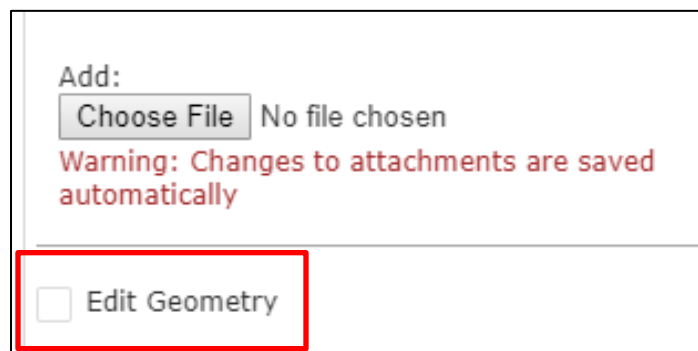 Add:
Choose File No file chosen
Warning: Changes to attachments are saved
automatically
Edit Geometry